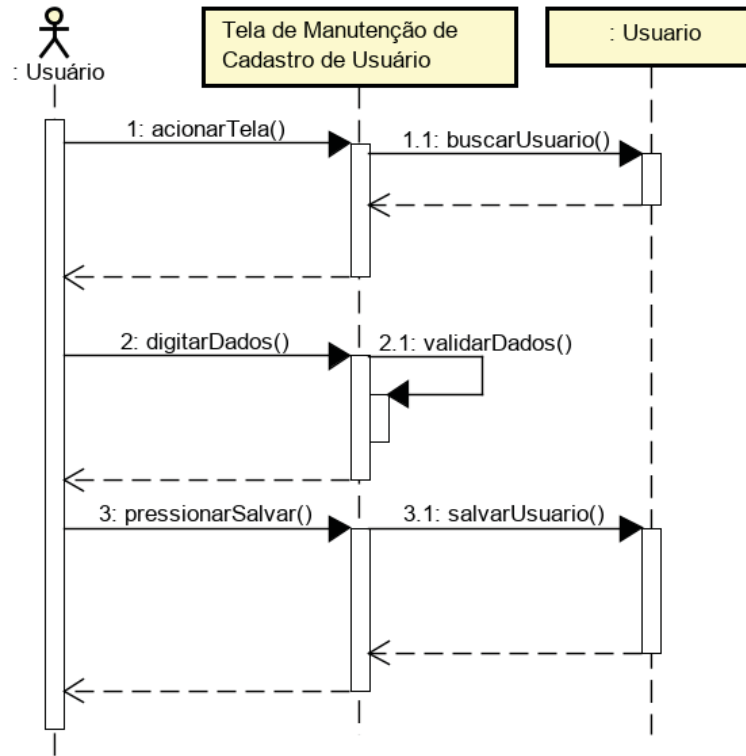 : Usuário
Tela de Manutenção de
Cadastro de Usuário
: Usuario
1: acionarTela()
1.1: buscarUsuario()
2: digitarDados()
2.1: validarDados()
3: pressionarSalvar()
3.1: salvarUsuario()